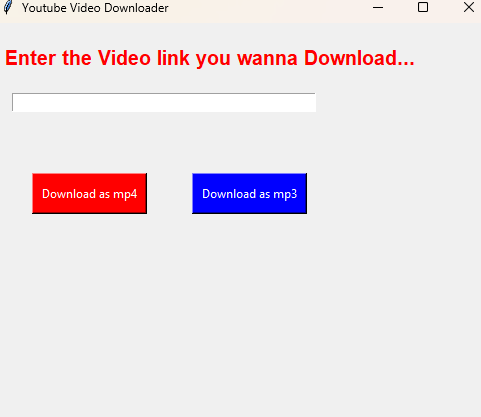 Youtube Video Downloader
Enter the Video link you wanna Download...
Download as mp4
Download as mp3